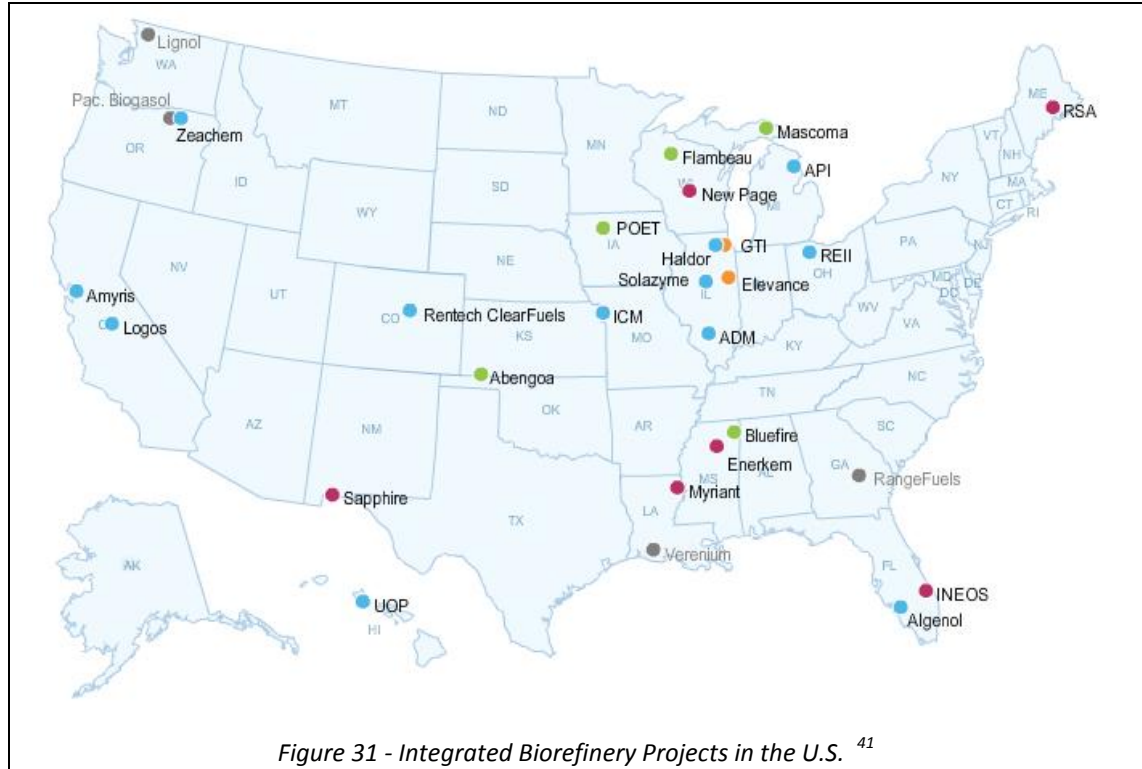 Lignol
WA
ME
RSA
MT
ND
Pac. Biogasol
Zeachem
OR
MN
Mascoma
VT
NH
Flambeau
API
ID
SD
WI
New Page
MI
NY
MA
CT
RI
WY
POET
IA
PA
NJ
GTI
REII
Haldor
OH
NE
MD
DE
DC
Solazyme
Elevance
IL
NV
UT
Amyris
CO
Rentech ClearFuels
ICM
WV
VA
Logos
KS
MO
ADM
KY
Abengoa
NC
TN
AZ
NM
OK
AR
SC
Bluefire
Enerkem
MS
AL
GA
RangeFuels
Sapphire
Myriant
TX
LA
Verenium
AK
FL
INEOS
UOP
Algenol
HI
Figure 31 - Integrated Biorefinery Projects in the U.S. 41